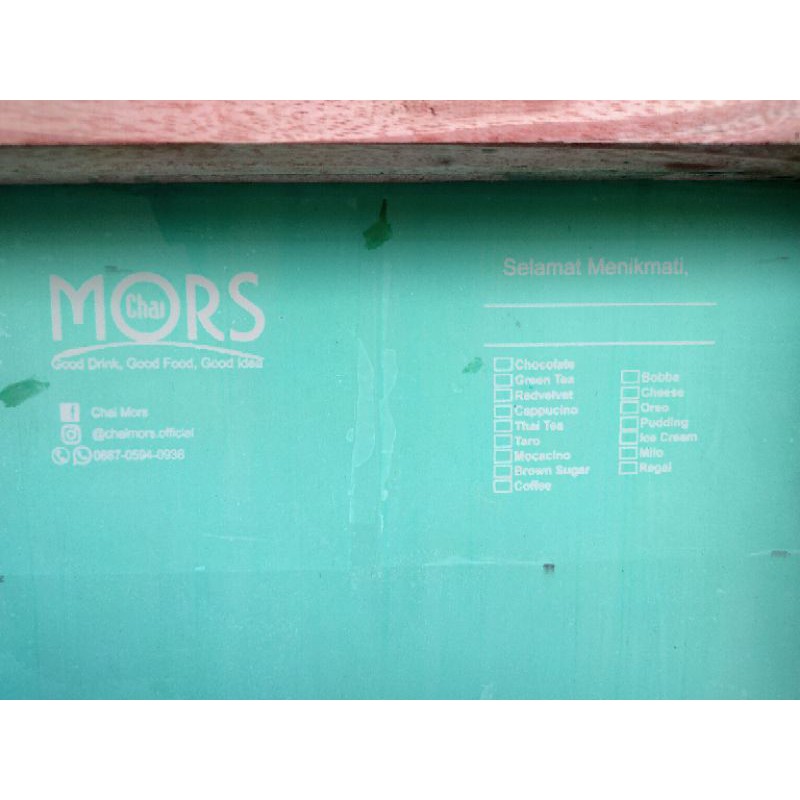 MORS
Chai
Good Drink, Good Food, Good Idea
Chai Mors
@chaimors.official
0887-0594-0936
Selamat Menikmati,
Chocolate
Green Tea
Redvelvet
Cappucino
Thai Tea
Taro
Mocacino
Brown Sugar
Coffee
Bobba
Cheese
Oreo
Pudding
Ice Cream
Milo
Regal